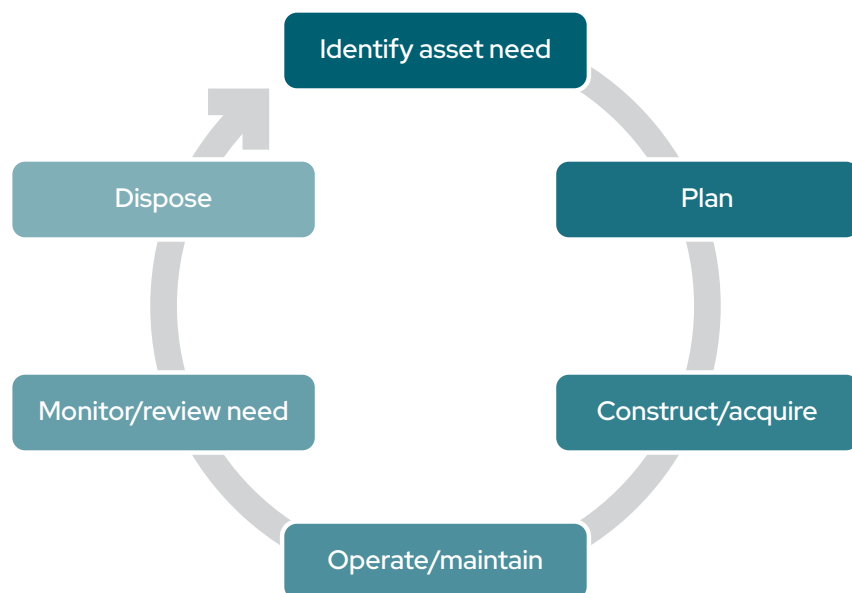 Identify asset need
Plan
Construct/acquire
Operate/maintain
Monitor/review need
Dispose